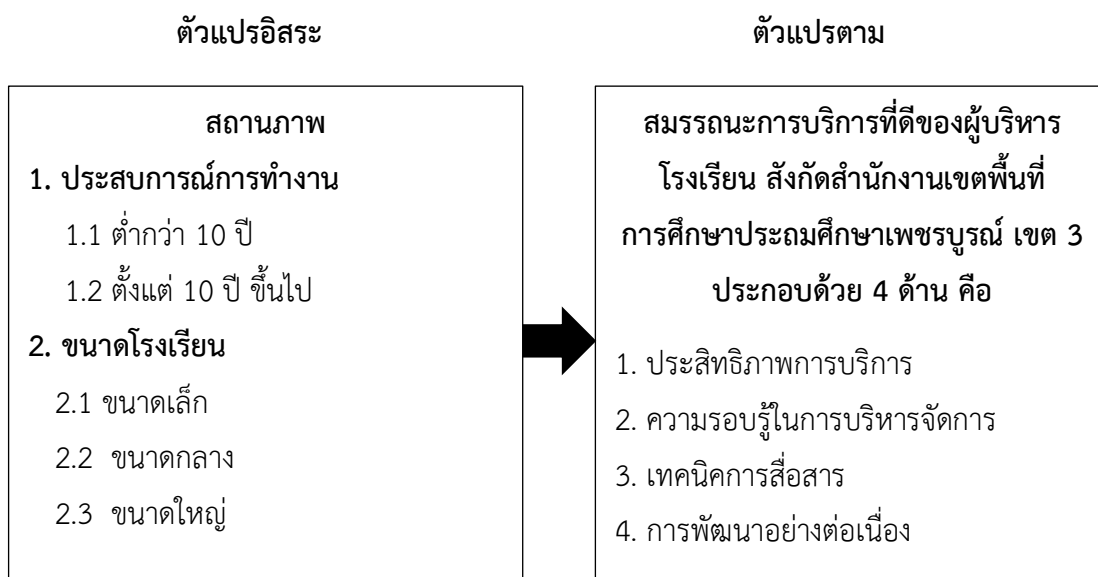 ตัวแปรอิสระ
ตัวแปรตาม
สถานภาพ
1. ประสบการณ์การทำงาน
1.1 ต่ำกว่า 10 ปี
1.2 ตั้งแต่ 10 ปี ขึ้นไป
2. ขนาดโรงเรียน
2.1 ขนาดเล็ก
2.2 ขนาดกลาง
2.3 ขนาดใหญ่
สมรรถนะการบริการที่ดีของผู้บริหาร
โรงเรียน สังกัดสำนักงานเขตพื้นที่
การศึกษาประถมศึกษาเพชรบูรณ์ เขต 3
ประกอบด้วย 4 ด้าน คือ
1. ประสิทธิภาพการบริการ
2. ความรอบรู้ในการบริหารจัดการ
3. เทคนิคการสื่อสาร
4. การพัฒนาอย่างต่อเนื่อง